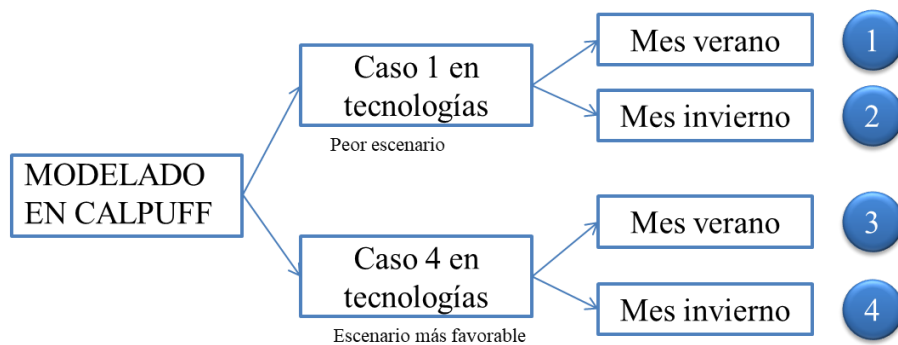 MODELADO
EN CALPUFF
Caso 1 en
tecnologías
Peor escenario
Mes verano
1
Mes invierno
2
Caso 4 en
tecnologías
Escenario más favorable
Mes verano
3
Mes invierno
4